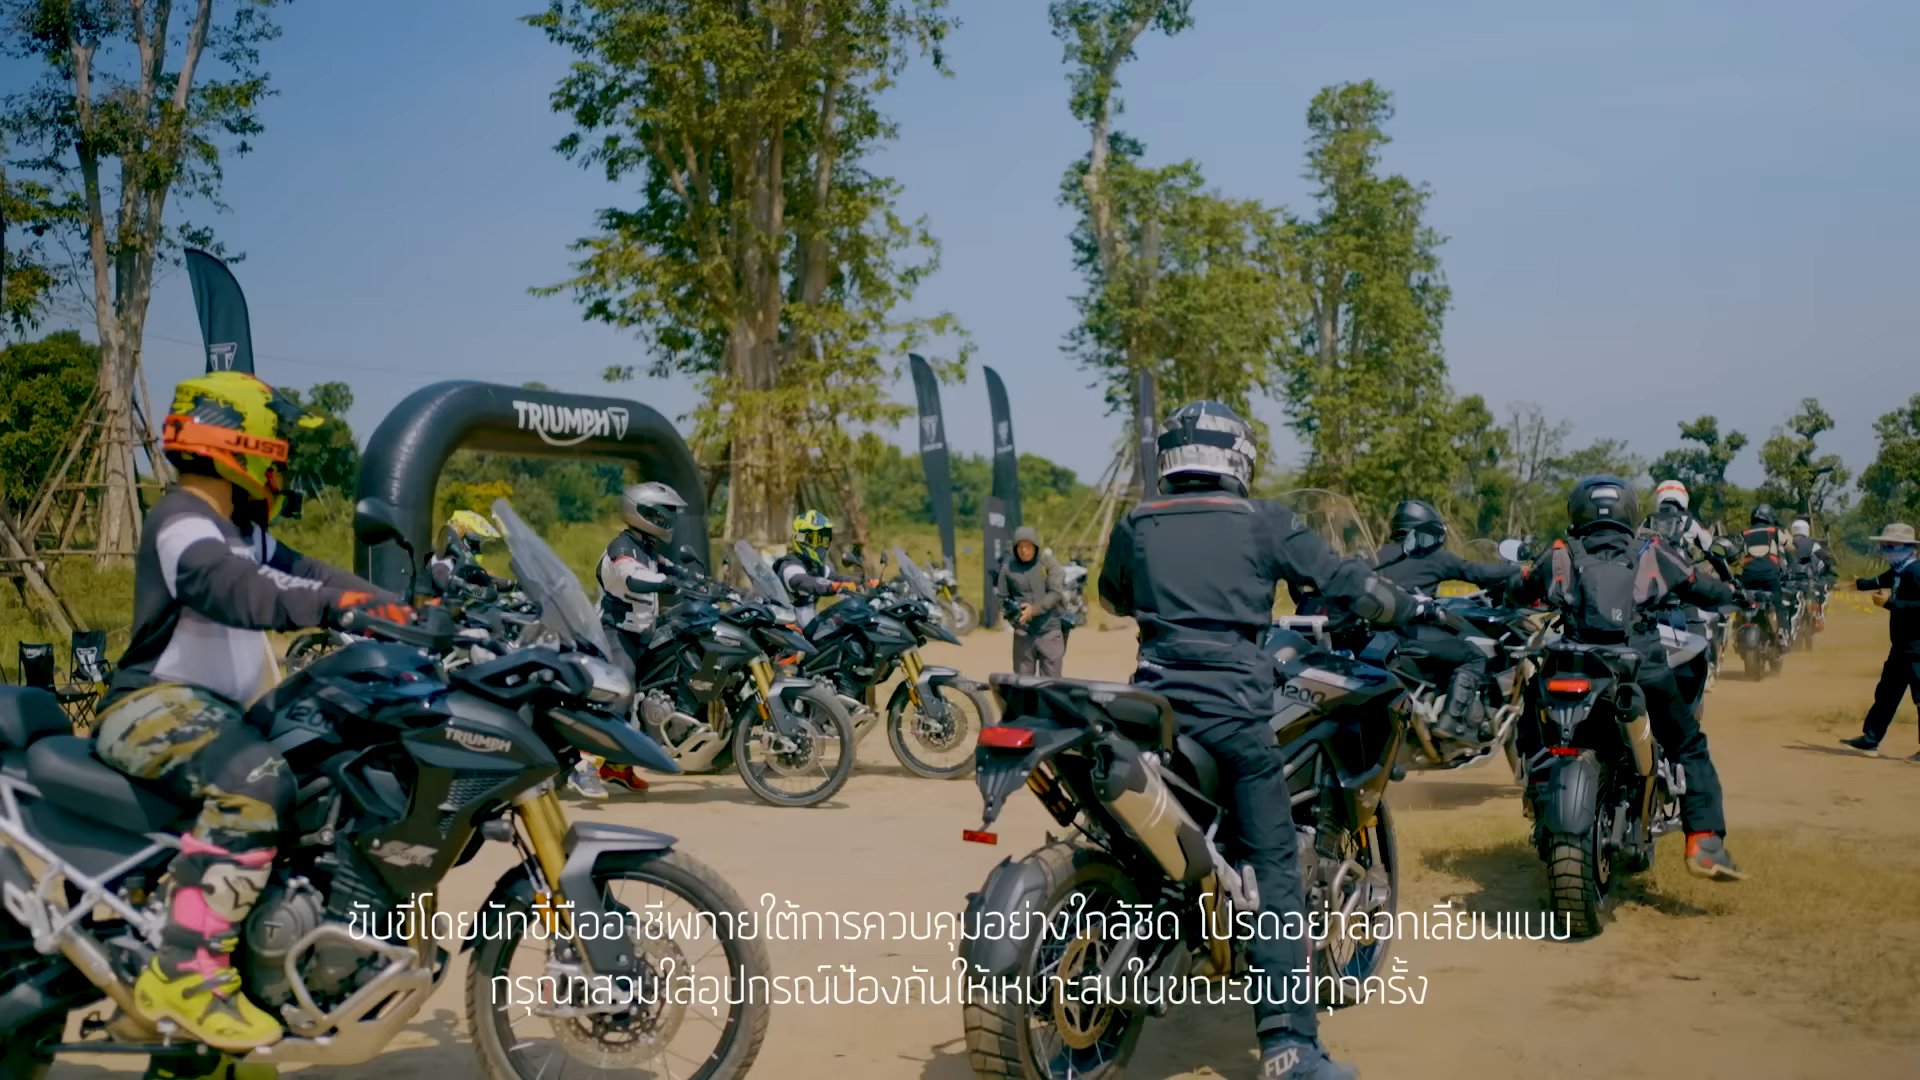 TRIUMPH
JUST1
TRIUMPH
1200
TRIUMPH
1200
ขับขี่โดยนักขี่มืออาชีพภายใต้การควบคุมอย่างใกล้ชิด โปรดอย่าลอกเลียนแบบ
กรุณาสวมใส่อุปกรณ์ป้องกันให้เหมาะสมในขณะขับขี่ทุกครั้ง
FOX